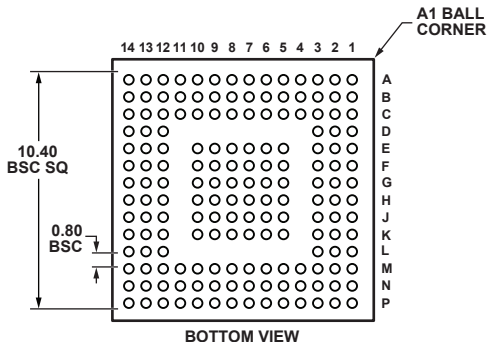 A1 BALL
CORNER
14 13 12 11 10 9 8 7 6 5 4 3 2 1
A
B
C
D
E
F
G
H
J
K
L
M
N
P
10.40
BSC SQ
0.80
BSC
BOTTOM VIEW